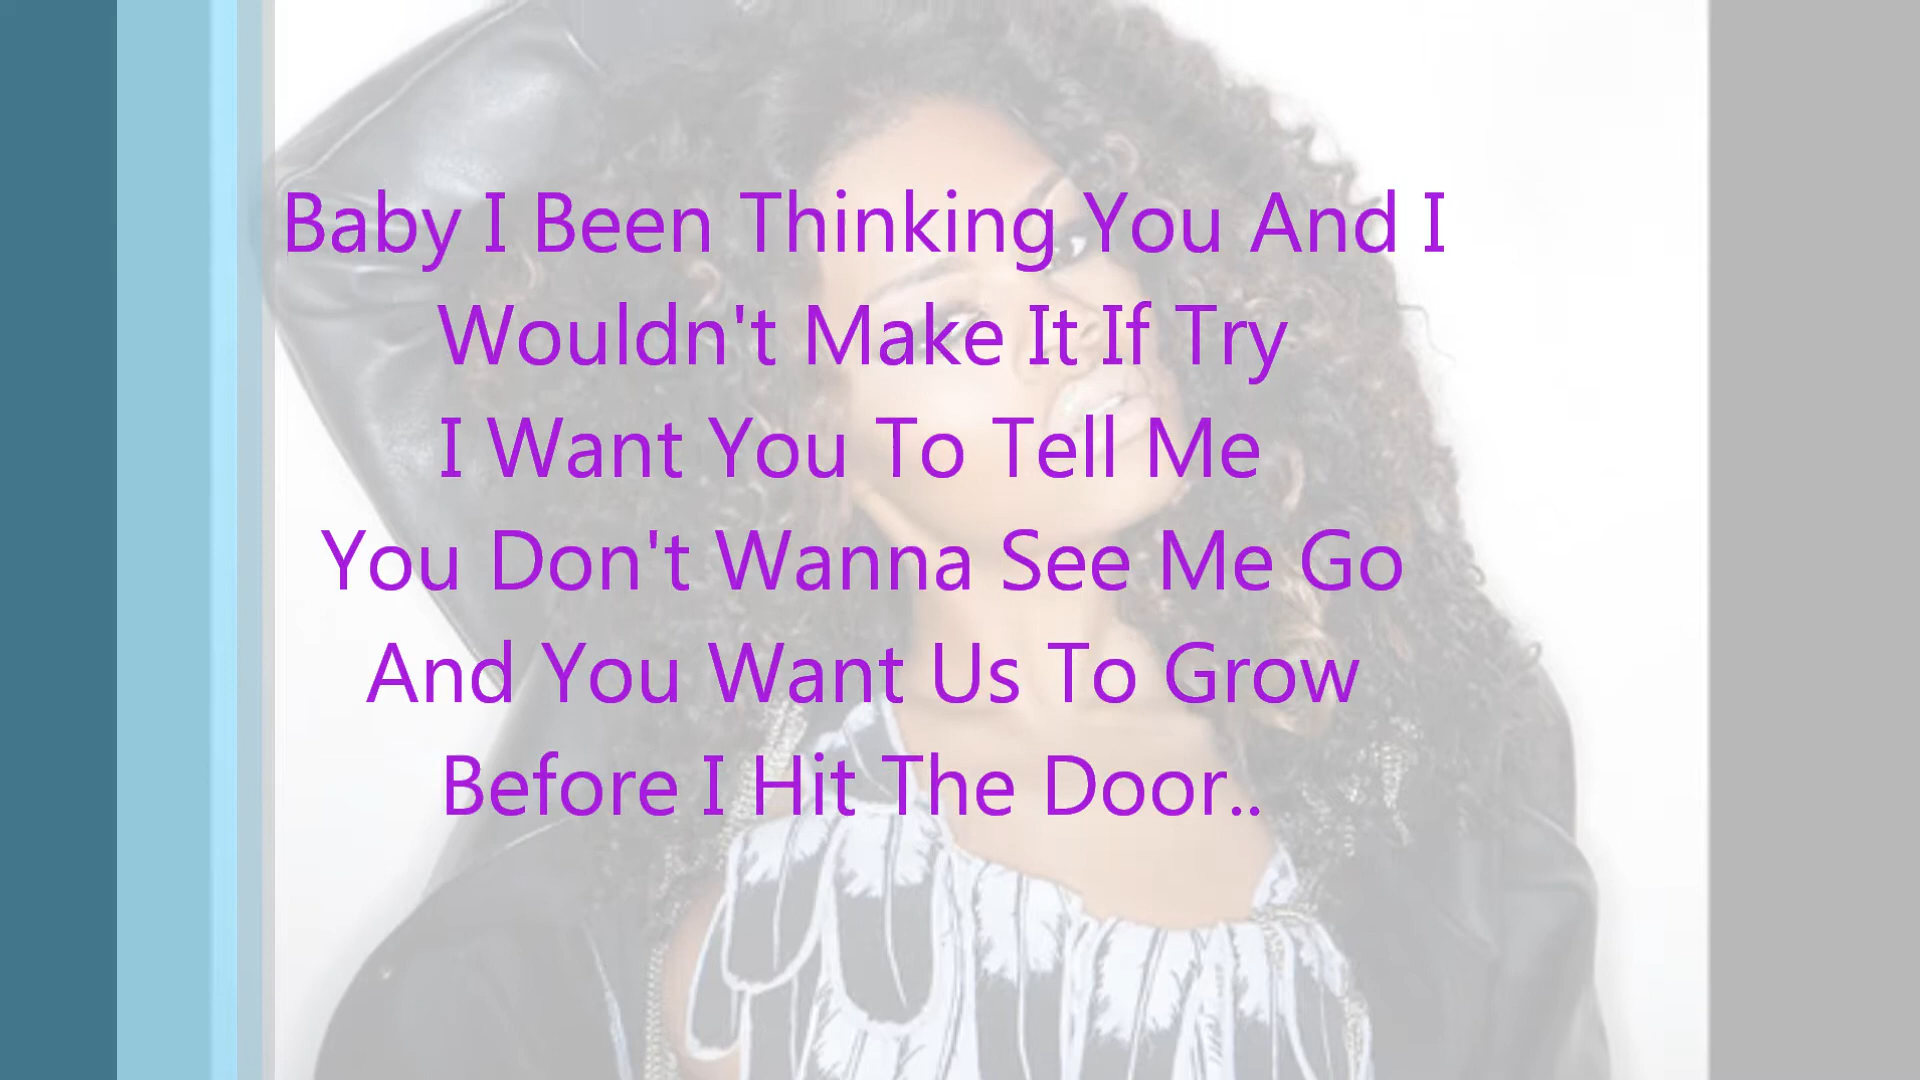 Baby I Been Thinking You And I
Wouldn't Make It If Try
I Want You To Tell Me
You Don't Wanna See Me Go
And You Want Us To Grow
Before I Hit The Door..